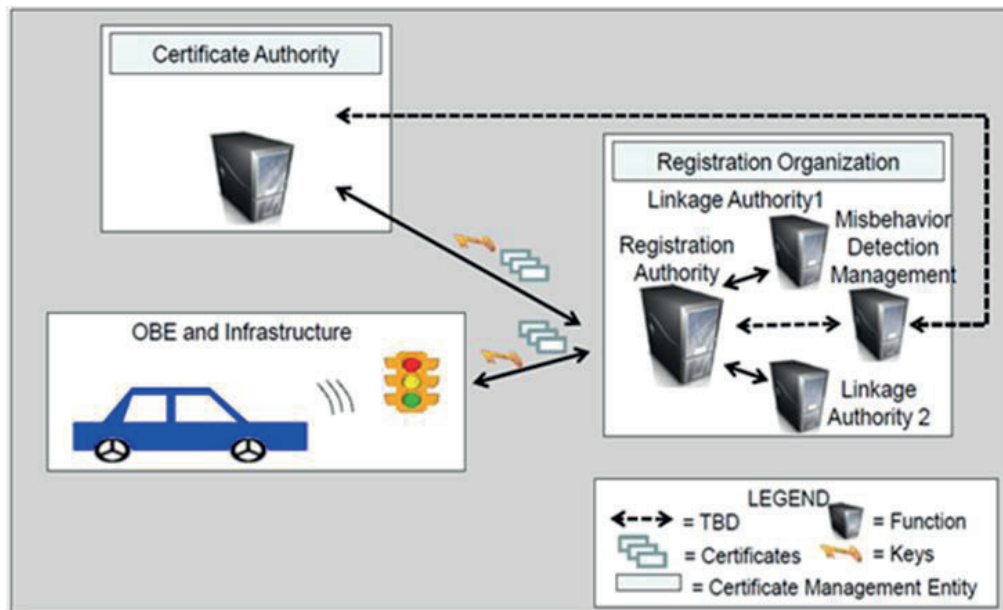 Certificate Authority
Registration Organization
Linkage Authority1
Misbehavior
Detection
Management
Registration
Authority
Linkage
Authority 2
OBE and Infrastructure
LEGEND
= TBD
= Function
= Certificates
= Keys
= Certificate Management Entity